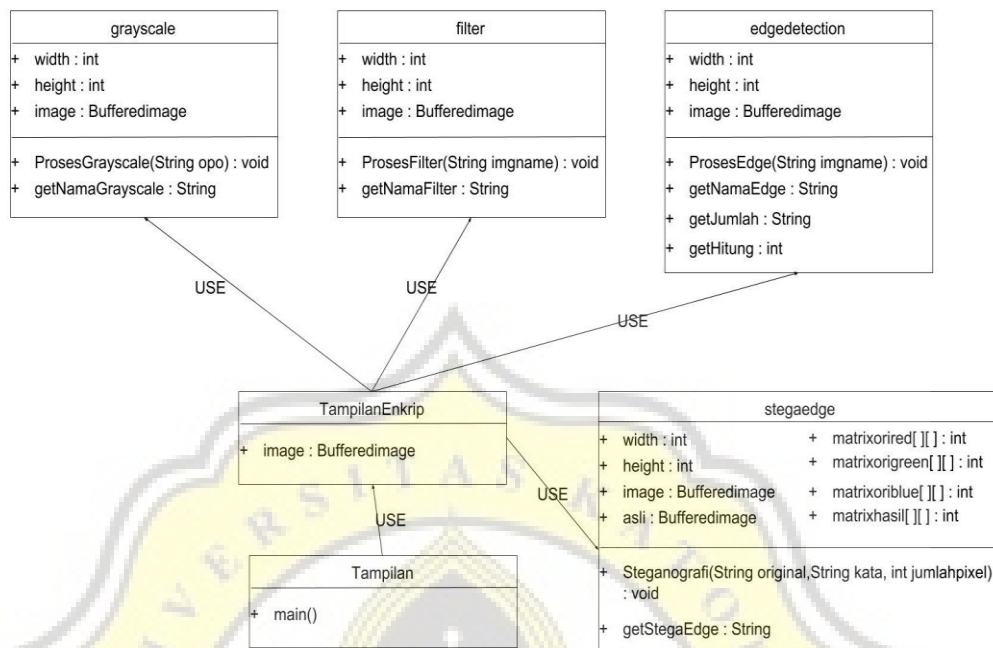 grayscale
+ width : int
+ height : int
+ image : Bufferedimage
+ ProsesGrayscale(String opo) : void
+ getNamaGrayscale : String
filter
+ width : int
+ height : int
+ image : Bufferedimage
+ ProsesFilter(String imgname) : void
+ getNamaFilter : String
edgedetection
+ width : int
+ height : int
+ image : Bufferedimage
+ ProsesEdge(String imgname) : void
+ getNamaEdge : String
+ getJumlah : String
+ getHitung : int
USE
USE
USE
TampilanEnkrip
+ image : Bufferedimage
USE
USE
stegaedge
+ width : int
+ height : int
+ image : Bufferedimage
+ asli : Bufferedimage
+ matrixorired[ ][ ] : int
+ matrixorigreen[ ][ ] : int
+ matrixoriblue[ ][ ] : int
+ matrixhasil[ ][ ] : int
+ Steganografi(String original,String kata, int jumlahpixel)
: void
+ getStegaEdge : String
Tampilan
+ main()
ERSITAS KATO